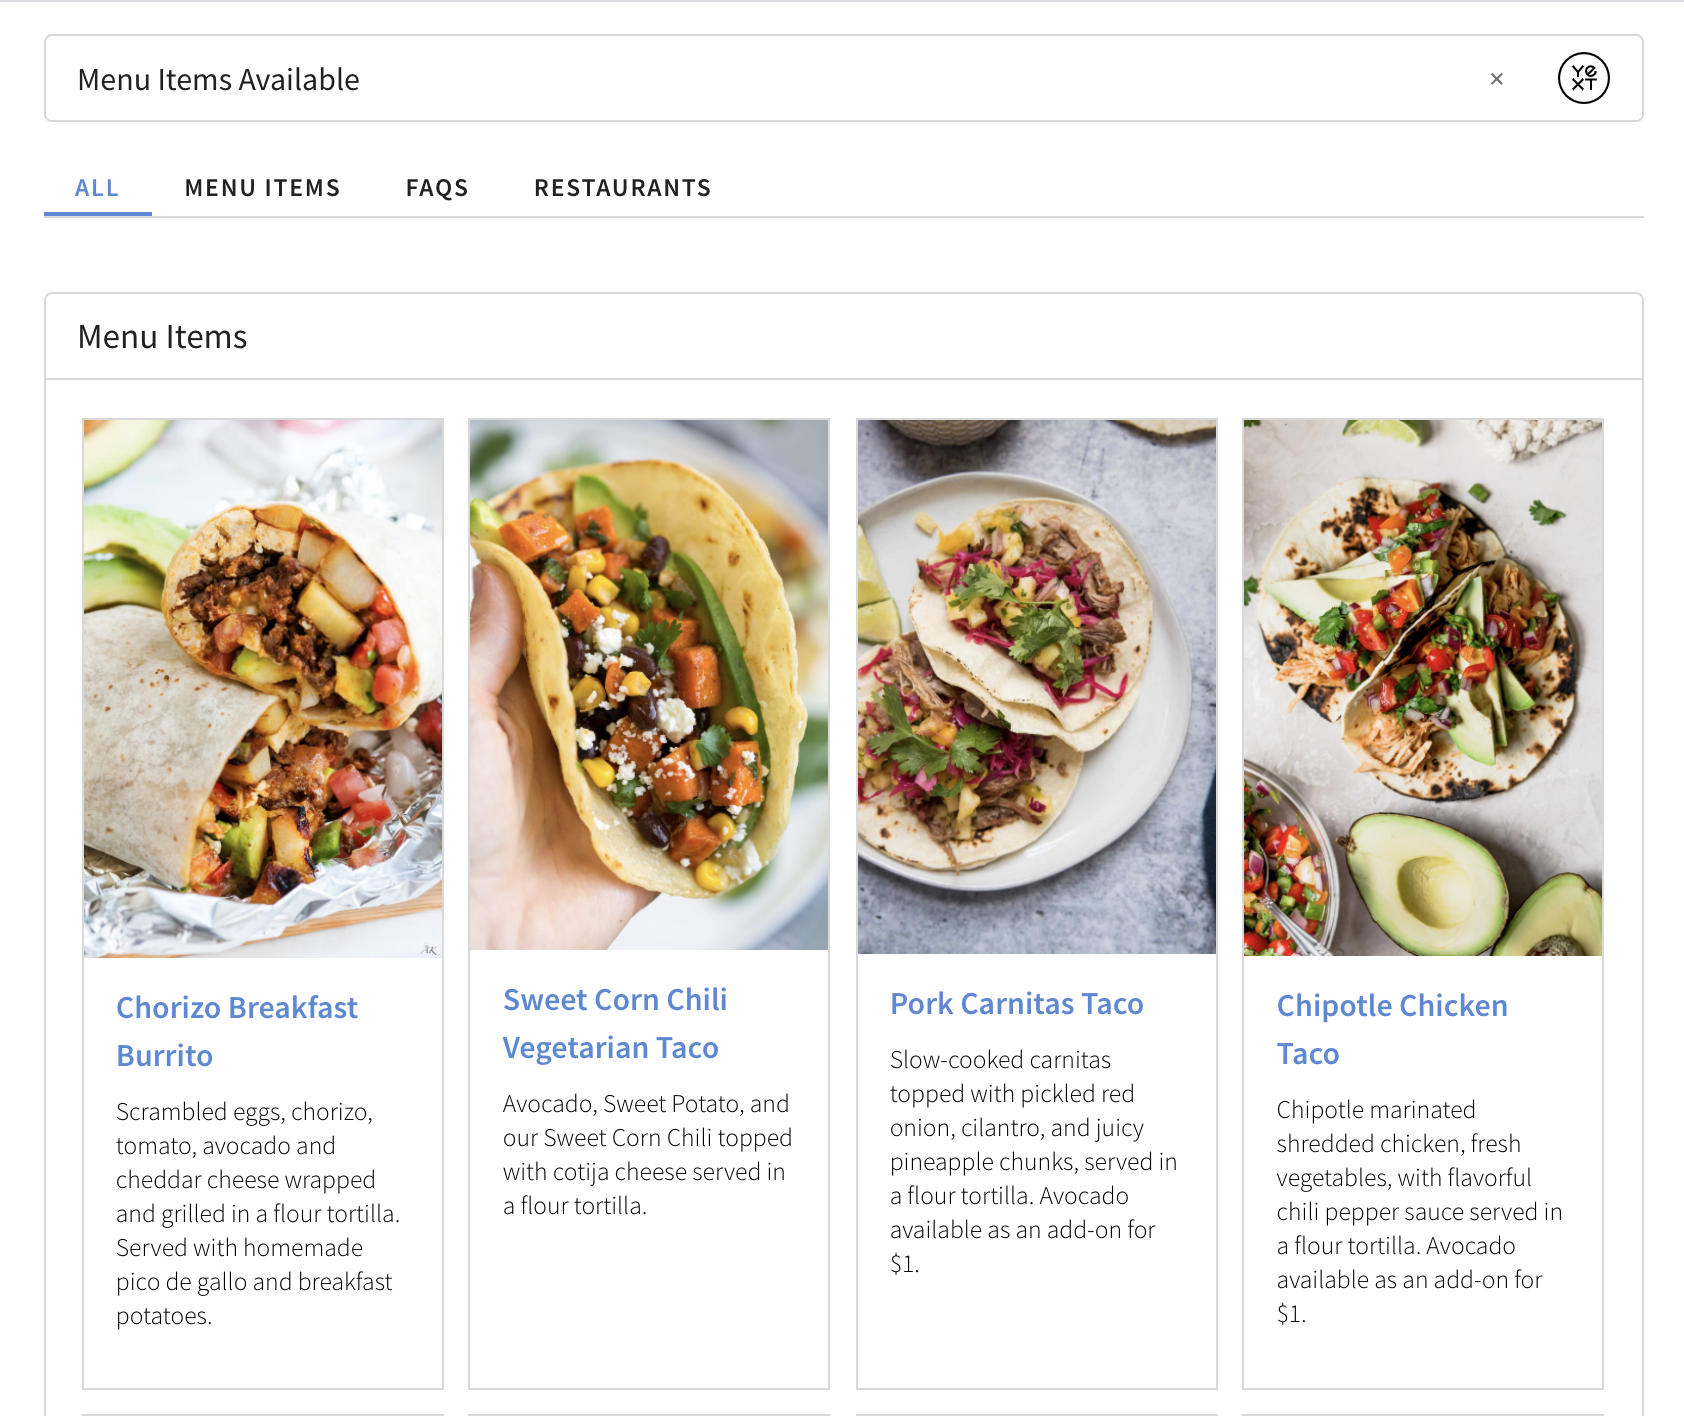 Menu Items Available
×
YEXT
ALL
MENU ITEMS
FAQS
RESTAURANTS
Menu Items
Chorizo Breakfast
Burrito
Scrambled eggs, chorizo,
tomato, avocado and
cheddar cheese wrapped
and grilled in a flour tortilla.
Served with homemade
pico de gallo and breakfast
potatoes.
Sweet Corn Chili
Vegetarian Taco
Avocado, Sweet Potato, and
our Sweet Corn Chili topped
with cotija cheese served in
a flour tortilla.
Pork Carnitas Taco
Slow-cooked carnitas
topped with pickled red
onion, cilantro, and juicy
pineapple chunks, served in
a flour tortilla. Avocado
available as an add-on for
$1.
Chipotle Chicken
Taco
Chipotle marinated
shredded chicken, fresh
vegetables, with flavorful
chili pepper sauce served in
a flour tortilla. Avocado
available as an add-on for
$1.